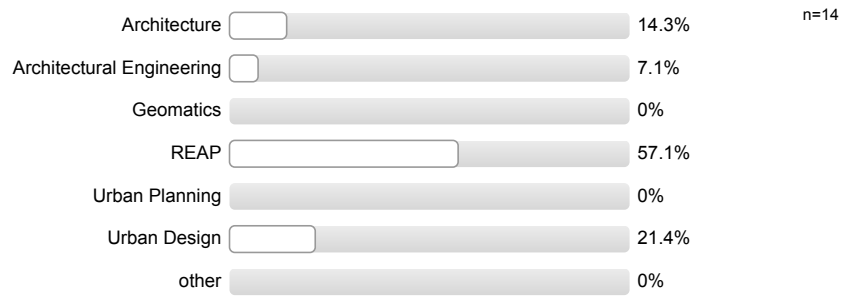 n=14
Architecture 14.3%
Architectural Engineering 7.1%
Geomatics 0%
REAP 57.1%
Urban Planning 0%
Urban Design 21.4%
other 0%